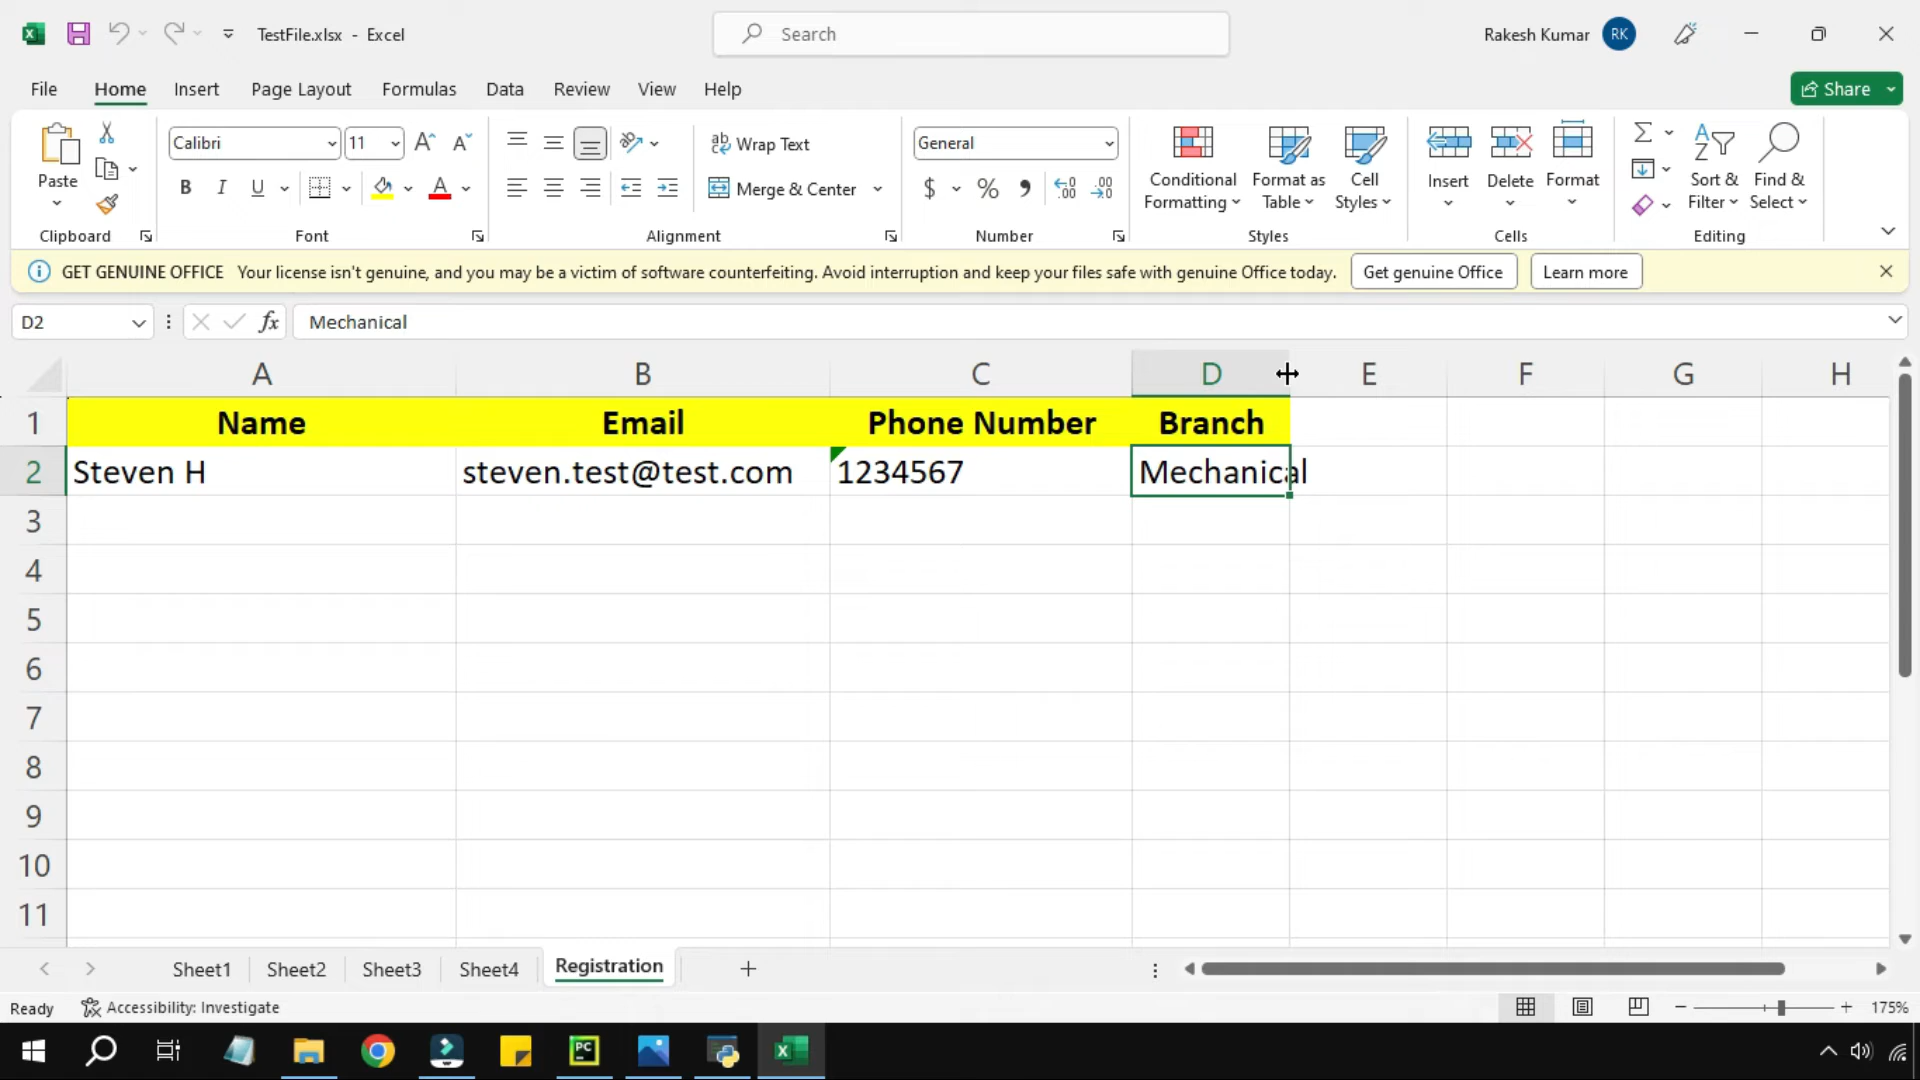 TestFile.xlsx - Excel
Search
Rakesh Kumar RK
File Home Insert Page Layout Formulas Data Review View Help
Share
Paste
Calibri 11
B I U A
ab Wrap Text
Merge & Center
General
$ % 9
Conditional Formatting
Format as Table
Cell Styles
Insert Delete Format
Sort & Filter
Find & Select
Clipboard Font Alignment Number Styles Cells Editing
GET GENUINE OFFICE Your license isn't genuine, and you may be a victim of software counterfeiting. Avoid interruption and keep your files safe with genuine Office today. Get genuine Office Learn more
D2 fx Mechanical
A B C D E F G H
1 Name Email Phone Number Branch
2 Steven H steven.test@test.com 1234567 Mechanical
3
4
5
6
7
8
9
10
11
Sheet1 Sheet2 Sheet3 Sheet4 Registration
Ready Accessibility: Investigate 175%
PC